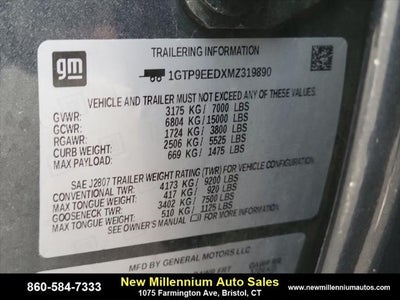 gm
TRAILERING INFORMATION
1GTP9EEDXMZ319890
VEHICLE AND TRAILER MUST NOT EXCEED ANY OF THESE WEIGHTS
GVWR: 3175 KG/ 7000 LBS
GCWR: 6804 KG/15000 LBS
RGAWR: 1724 KG/ 3800 LBS
CURB WEIGHT: 2506 KG/ 5525 LBS
MAX PAYLOAD: 669 KG/ 1475 LBS
SAE J2807 TRAILER WEIGHT RATING (TWR) FOR VEHICLE CONFIGURATION
CONVENTIONAL TWR: 4173 KG/ 9200 LBS
MAX TONGUE WEIGHT: 417 KG/ 920 LBS
GOOSENECK TWR: 3402 KG/ 7500 LBS
MAX TONGUE WEIGHT: 510 KG/ 1125 LBS
SEE OWNER'S MANUAL FOR MORE INFORMATION
MFD BY GENERAL MOTORS LLC
GAWR FRT
860-584-7333
New Millennium Auto Sales
1075 Farmington Ave, Bristol, CT
www.newmillenniumautos.com